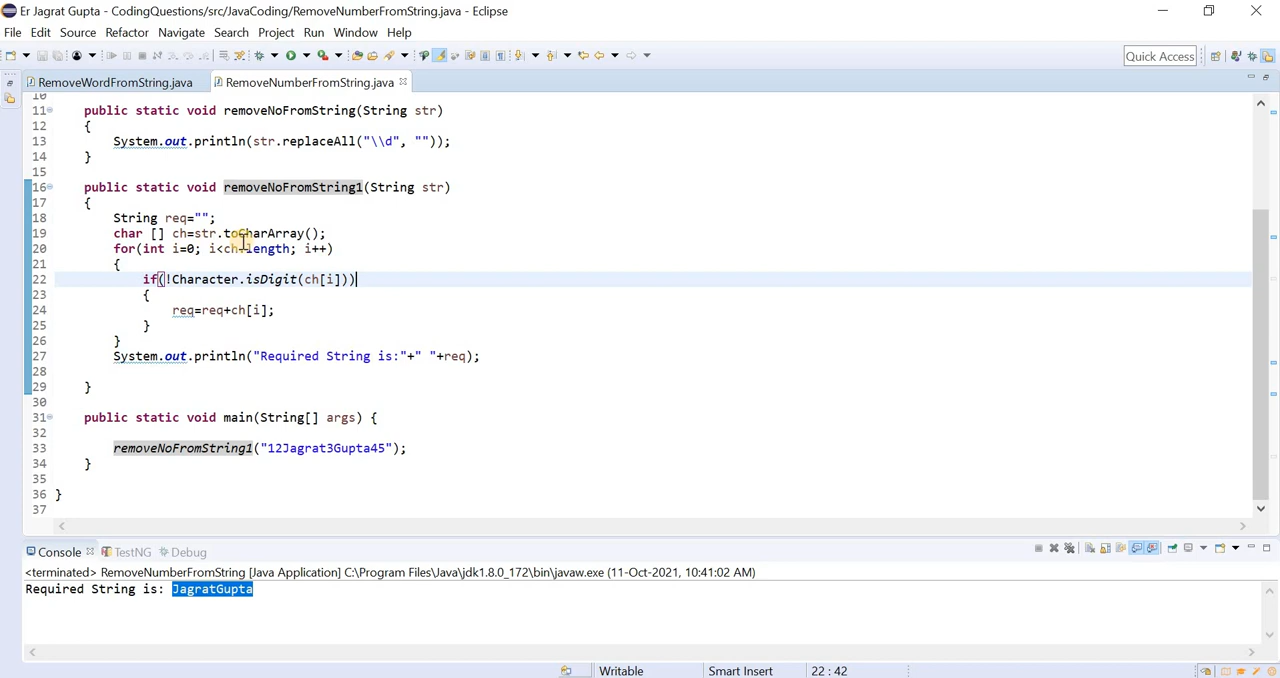 Er Jagrat Gupta - CodingQuestions/src/JavaCoding/RemoveNumberFromString.java - Eclipse
File Edit Source Refactor Navigate Search Project Run Window Help
Quick Access
RemoveWordFromString.java RemoveNumberFromString.java
10
11 public static void removeNoFromString(String str)
12 {
13 System.out.println(str.replaceAll("\\d", ""));
14 }
15
16 public static void removeNoFromString1(String str)
17 {
18 String req="";
19 char [] ch=str.toCharArray();
20 for(int i=0; i<ch.length; i++)
21 {
22 if(!Character.isDigit(ch[i]))
23 {
24 req=req+ch[i];
25 }
26 }
27 System.out.println("Required String is:"+" "+req);
28
29 }
30
31 public static void main(String[] args) {
32
33 removeNoFromString1("12Jagrat3Gupta45");
34 }
35
36 }
37
Console TestNG Debug
<terminated> RemoveNumberFromString [Java Application] C:\Program Files\Java\jdk1.8.0_172\bin\javaw.exe (11-Oct-2021, 10:41:02 AM)
Required String is: JagratGupta
Writable Smart Insert 22 : 42